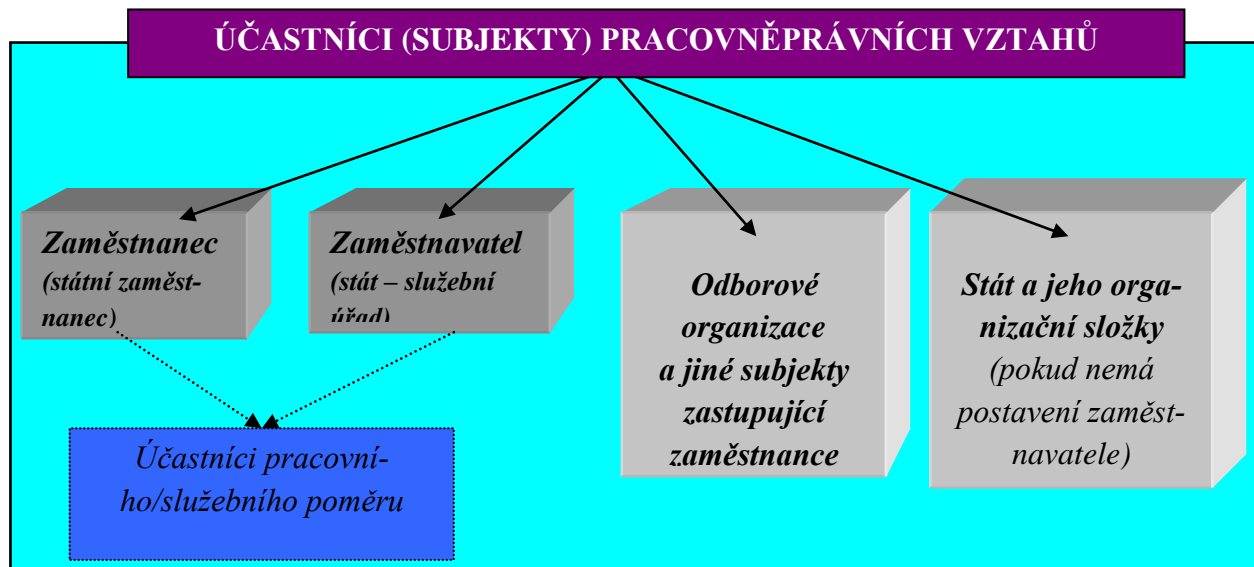 ÚČASTNÍCI (SUBJEKTY) PRACOVNĚPRÁVNÍCH VZTAHŮ
Zaměstnanec
(státní zaměst-
nanec)
Zaměstnavatel
(stát – služební
úřad)
Odborové
organizace
a jiné subjekty
zastupující
zaměstnance
Stát a jeho orga-
nizační složky
(pokud nemá
postavení zaměst-
navatele)
Účastníci pracovní-
ho/služebního poměru